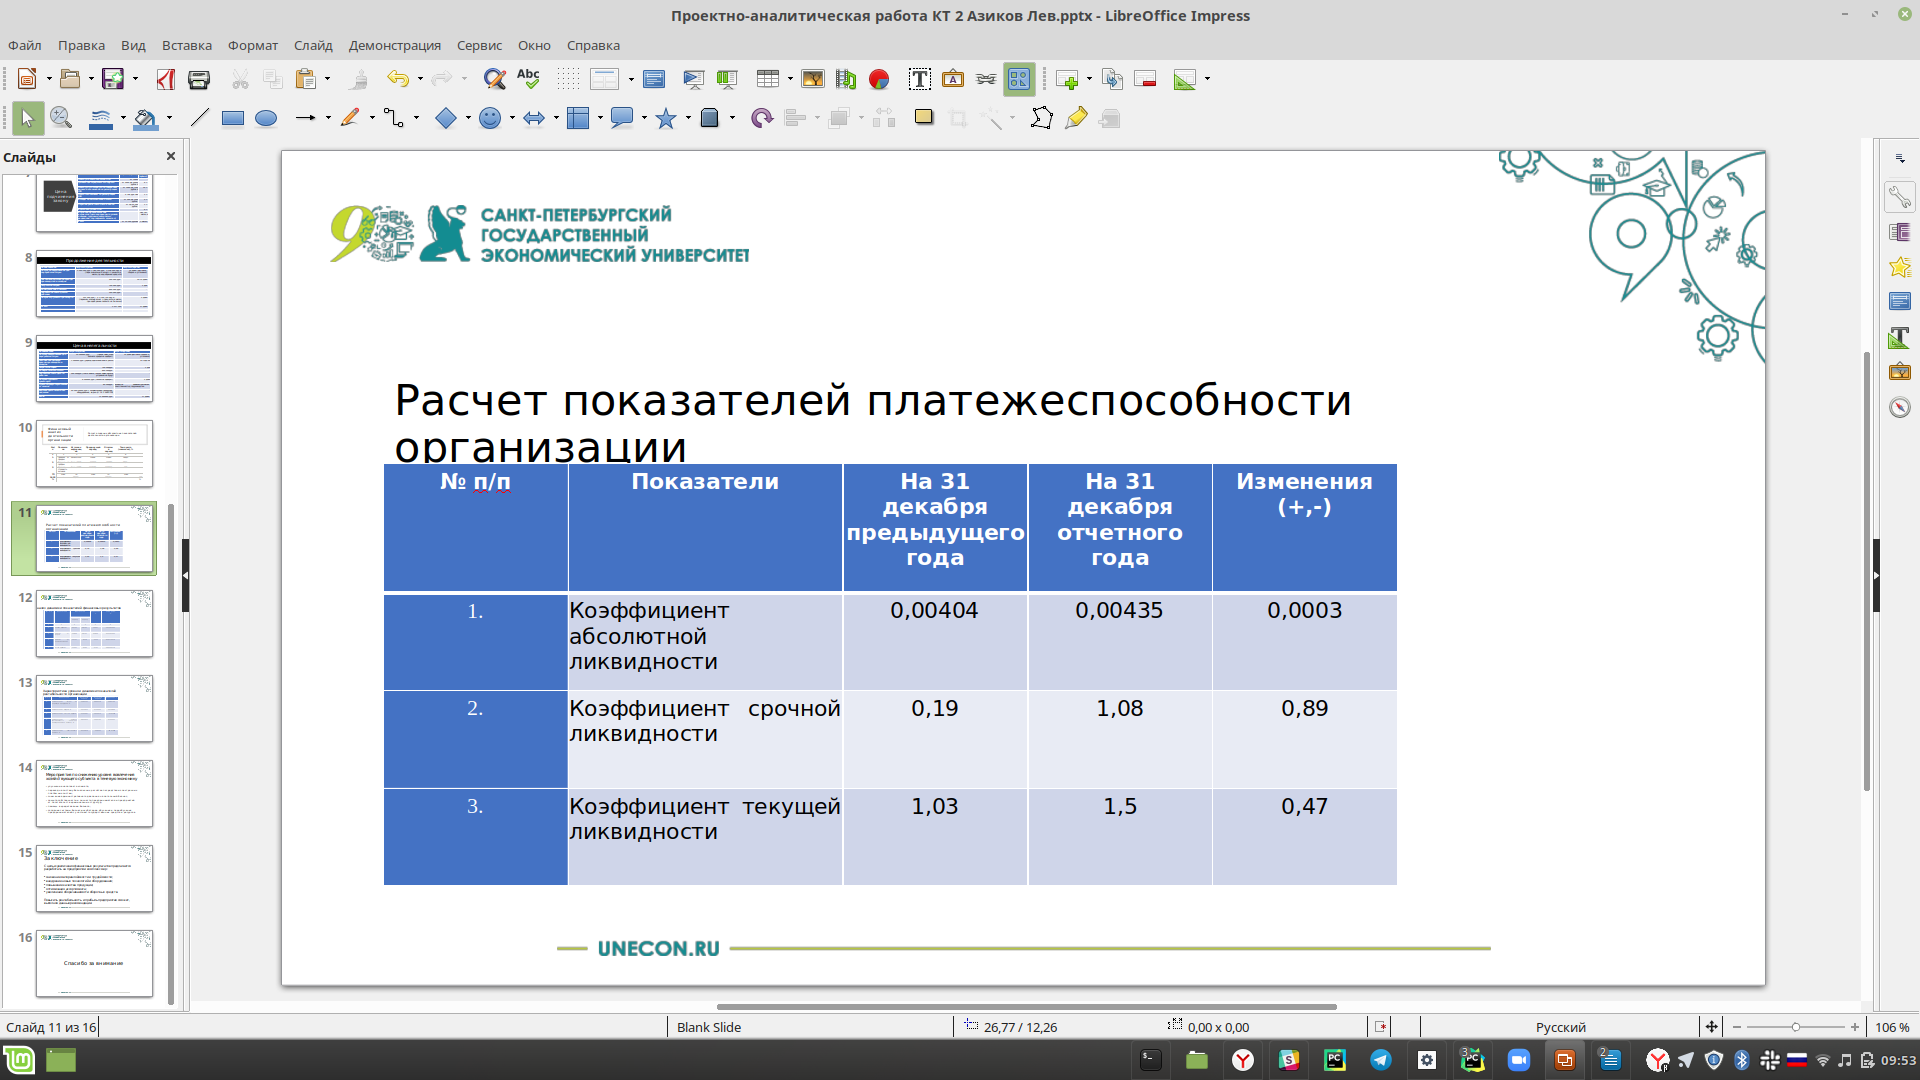 Проектно-аналитическая работа КТ 2 Азиков Лев.pptx - LibreOffice Impress
Файл Правка Вид Вставка Формат Слайд Демонстрация Сервис Окно Справка
Abc
Слайды
8
9
10
11
12
13
14
15
Заключение
16
Спасибо за внимание
90
САНКТ-ПЕТЕРБУРГСКИЙ
ГОСУДАРСТВЕННЫЙ
ЭКОНОМИЧЕСКИЙ УНИВЕРСИТЕТ
Расчет показателей платежеспособности
организации
№ п/п
Показатели
На 31
декабря
предыдущего
года
На 31
декабря
отчетного
года
Изменения
(+,-)
1.
Коэффициент
абсолютной
ликвидности
0,00404
0,00435
0,0003
2.
Коэффициент срочной
ликвидности
0,19
1,08
0,89
3.
Коэффициент текущей
ликвидности
1,03
1,5
0,47
UNECON.RU
Слайд 11 из 16
Blank Slide
26,77 / 12,26
0,00 x 0,00
Русский
106 %
09:53